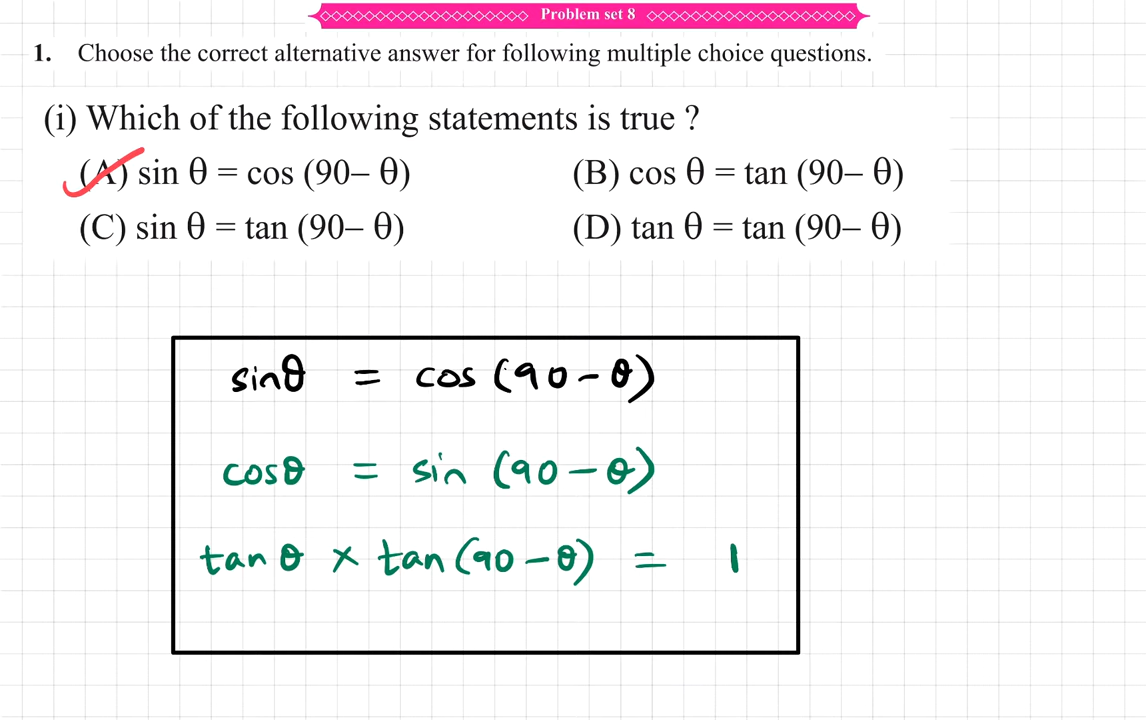 Problem set 8
1. Choose the correct alternative answer for following multiple choice questions.
(i) Which of the following statements is true ?
(A) sin θ = cos (90– θ) (B) cos θ = tan (90– θ)
(C) sin θ = tan (90– θ) (D) tan θ = tan (90– θ)
sinθ = cos (90 – θ)
cosθ = sin (90 – θ)
tan θ × tan (90 – θ) = 1